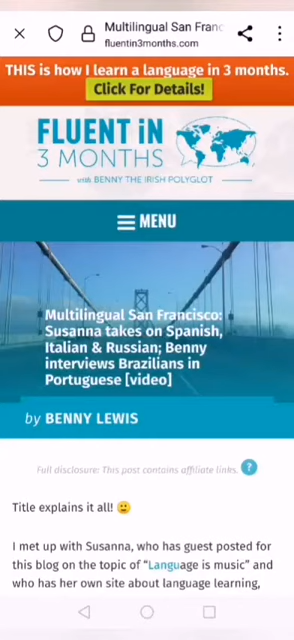 Multilingual San Franc
fluentin3months.com
THIS is how I learn a language in 3 months.
Click For Details!
FLUENT iN
3 MONTHS
with BENNY THE IRISH POLYGLOT
MENU
Multilingual San Francisco:
Susanna takes on Spanish,
Italian & Russian; Benny
interviews Brazilians in
Portuguese [video]
by BENNY LEWIS
Full disclosure: This post contains affiliate links. ?
Title explains it all! 🙂
I met up with Susanna, who has guest posted for
this blog on the topic of "Language is music" and
who has her own site about language learning,